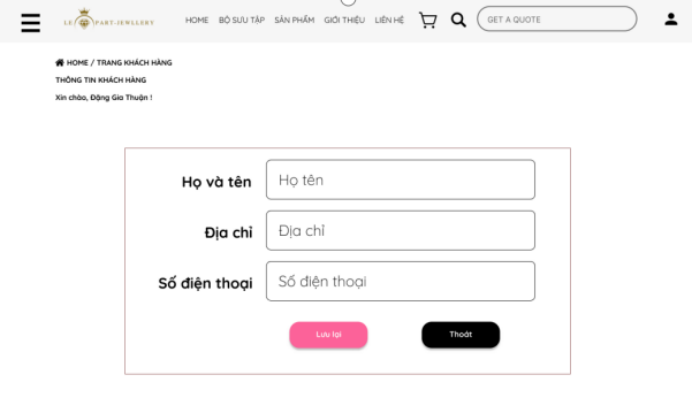 LE PART-JEWLLERY HOME BỘ SƯU TẬP SẢN PHẨM GIỚI THIỆU LIÊN HỆ GET A QUOTE
HOME / TRANG KHÁCH HÀNG
THÔNG TIN KHÁCH HÀNG
Xin chào, Đặng Gia Thuận !
Họ và tên Họ tên
Địa chỉ Địa chỉ
Số điện thoại Số điện thoại
Lưu lại Thoát